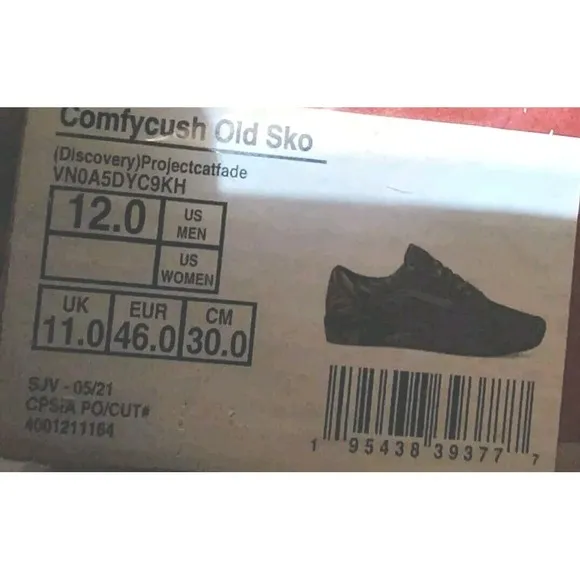 Comfycush Old Sko
(Discovery)Projectcatfade
VN0A5DYC9KH
12.0 US MEN
US WOMEN
UK 11.0 EUR 46.0 CM 30.0
SJV - 05/21
CPSIA PO/CUT#
4001211164
1 95438 39377 7